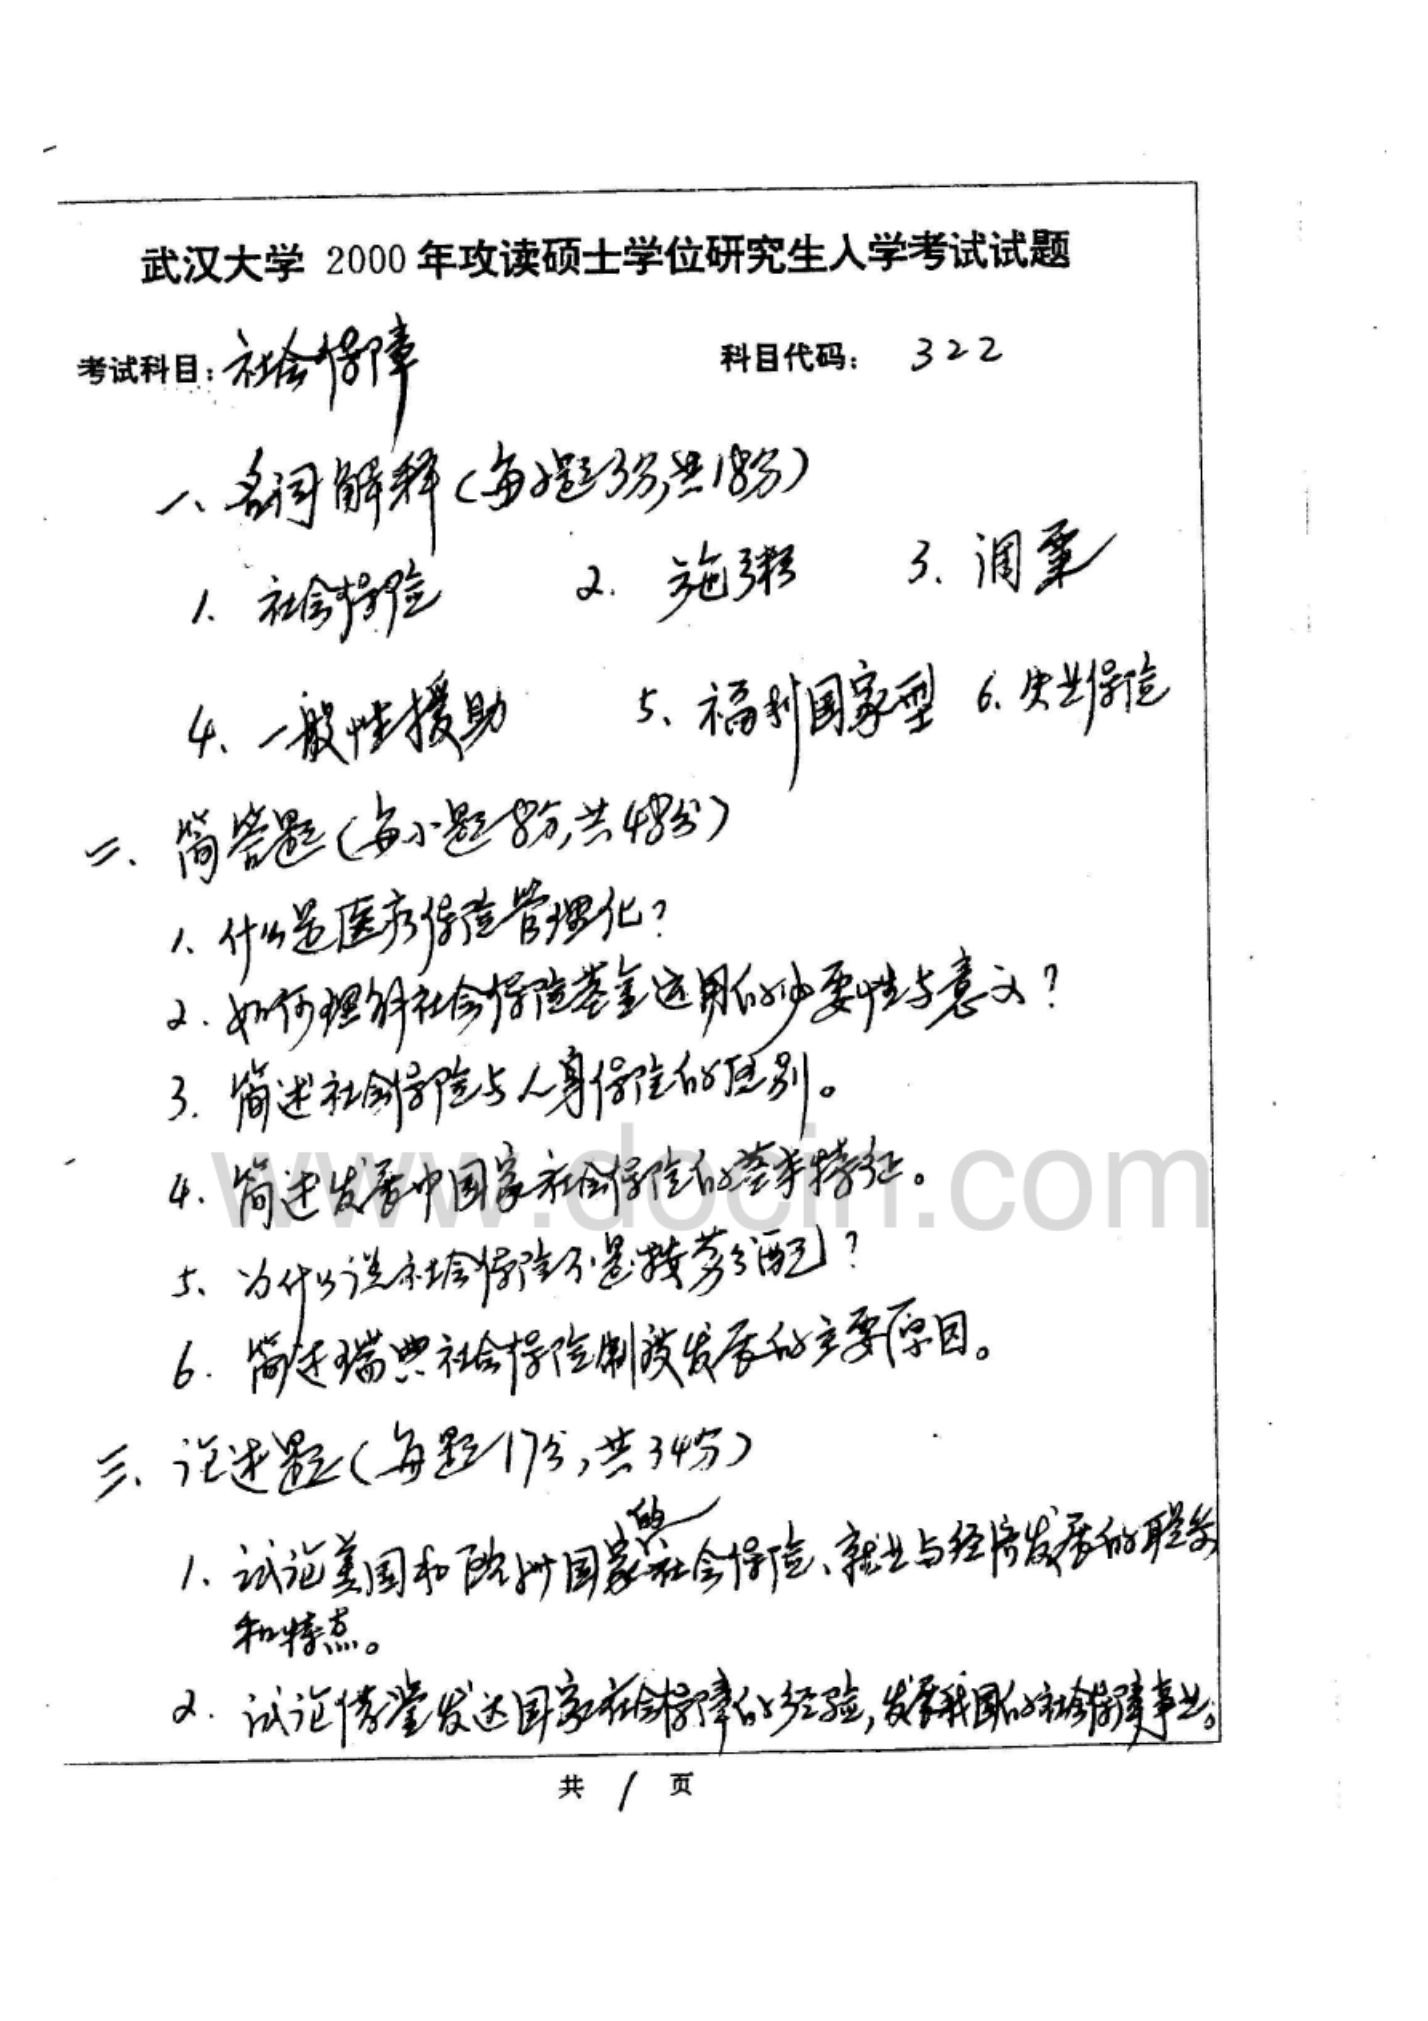 武汉大学 2000 年攻读硕士学位研究生入学考试试题
考试科目：社会保障 科目代码： 322
一、名词解释（每小题3分，共18分）
1、社会保险 2. 施粥 3、调粟
4、一般性援助 5、福利国家型 6.失业保险
二、简答题（每小题8分，共48分）
1、什么是医疗保险管理化？
2.如何理解社会保险基金运用的必要性与意义？
3.简述社会保险与人身保险的区别。
www.docin.com
4.简述发展中国家社会保险的基本特征。
5、为什么说社会保险不是按劳分配？
6.简述瑞典社会保险制度发展的主要原因。
三、论述题（每题17分，共34分）
1、试论美国和欧州国家的社会保险、就业与经济发展的联系
和特点。
2.试论借鉴发达国家社会保障的经验，发展我国的社会保障事业。
共 1 页